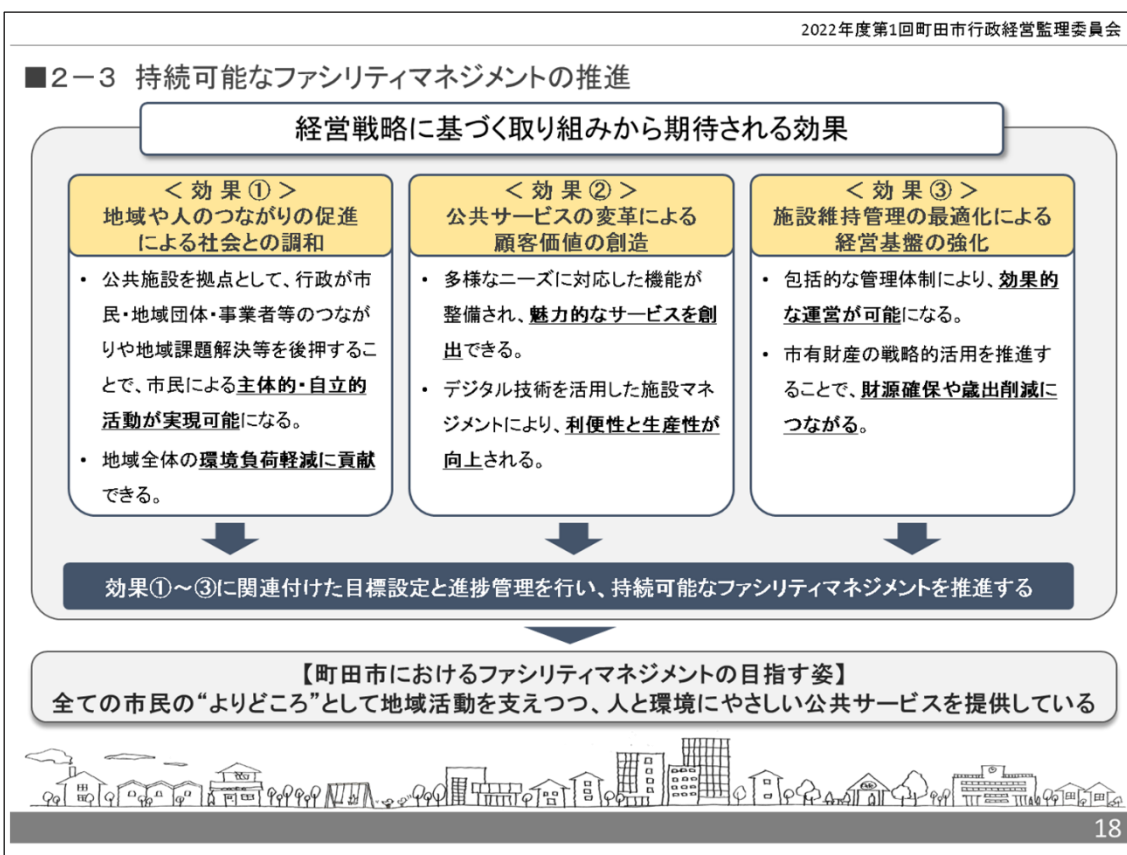 2022年度第1回町田市行政経営監理委員会
■2－3 持続可能なファシリティマネジメントの推進
経営戦略に基づく取り組みから期待される効果
＜ 効 果 ① ＞
地域や人のつながりの促進
による社会との調和
• 公共施設を拠点として、行政が市
民・地域団体・事業者等のつなが
りや地域課題解決等を後押するこ
とで、市民による主体的・自立的
活動が実現可能になる。
• 地域全体の環境負荷軽減に貢献
できる。
＜ 効 果 ② ＞
公共サービスの変革による
顧客価値の創造
• 多様なニーズに対応した機能が
整備され、魅力的なサービスを創
出できる。
• デジタル技術を活用した施設マネ
ジメントにより、利便性と生産性が
向上される。
＜ 効 果 ③ ＞
施設維持管理の最適化による
経営基盤の強化
• 包括的な管理体制により、効果的
な運営が可能になる。
• 市有財産の戦略的活用を推進す
ることで、財源確保や歳出削減に
つながる。
効果①～③に関連付けた目標設定と進捗管理を行い、持続可能なファシリティマネジメントを推進する
【町田市におけるファシリティマネジメントの目指す姿】
全ての市民の“よりどころ”として地域活動を支えつつ、人と環境にやさしい公共サービスを提供している
18